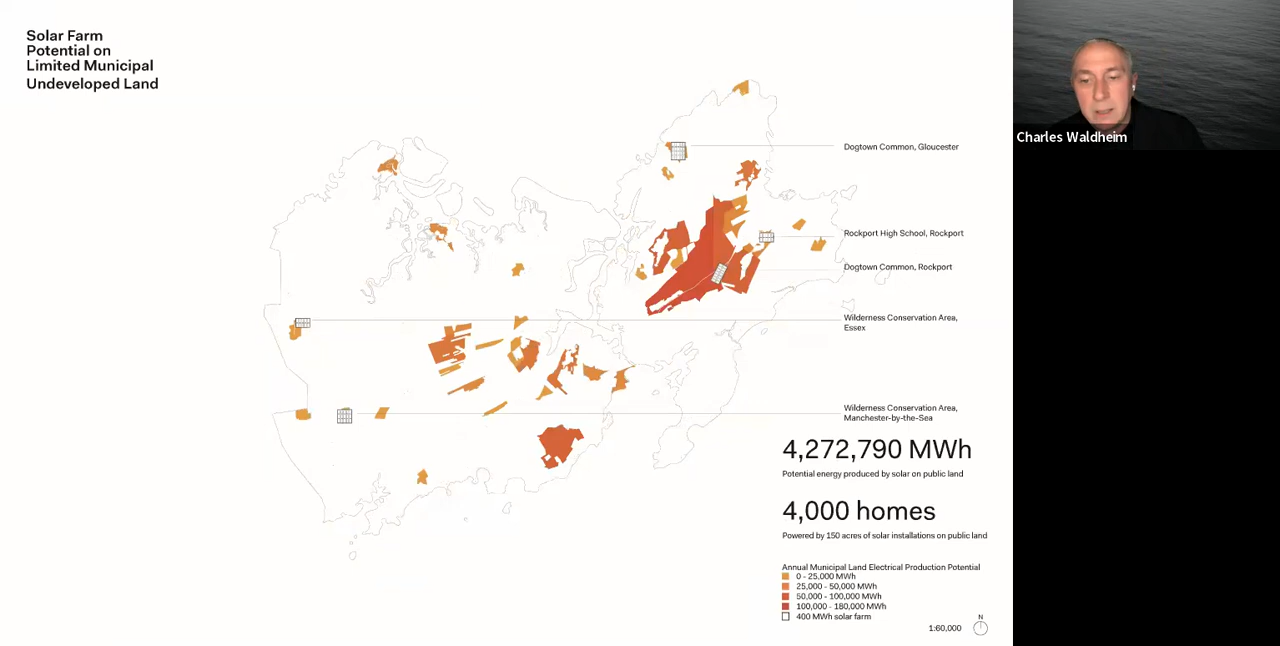 Solar Farm
Potential on
Limited Municipal
Undeveloped Land
Charles Waldheim
Dogtown Common, Gloucester
Rockport High School, Rockport
Dogtown Common, Rockport
Wilderness Conservation Area,
Essex
Wilderness Conservation Area,
Manchester-by-the-Sea
4,272,790 MWh
Potential energy produced by solar on public land
4,000 homes
Powered by 150 acres of solar installations on public land
Annual Municipal Land Electrical Production Potential
0 - 25,000 MWh
25,000 - 50,000 MWh
50,000 - 100,000 MWh
100,000 - 180,000 MWh
400 MWh solar farm
1:60,000
N